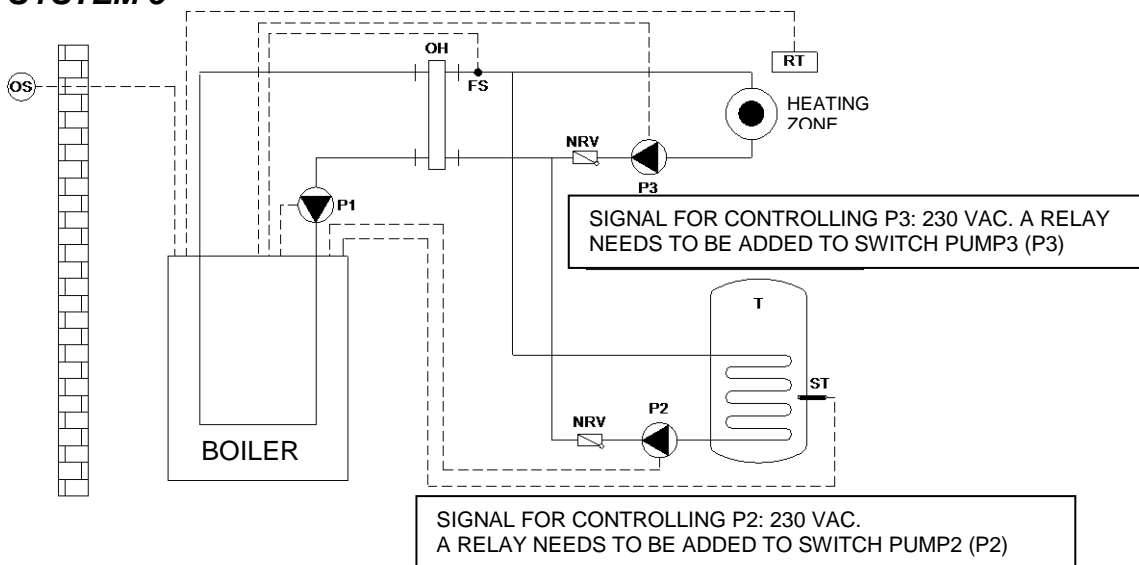 OH
RT
OS
FS
HEATING
ZONE
NRV
P3
P1
SIGNAL FOR CONTROLLING P3: 230 VAC. A RELAY
NEEDS TO BE ADDED TO SWITCH PUMP3 (P3)
T
ST
P2
NRV
BOILER
SIGNAL FOR CONTROLLING P2: 230 VAC.
A RELAY NEEDS TO BE ADDED TO SWITCH PUMP2 (P2)